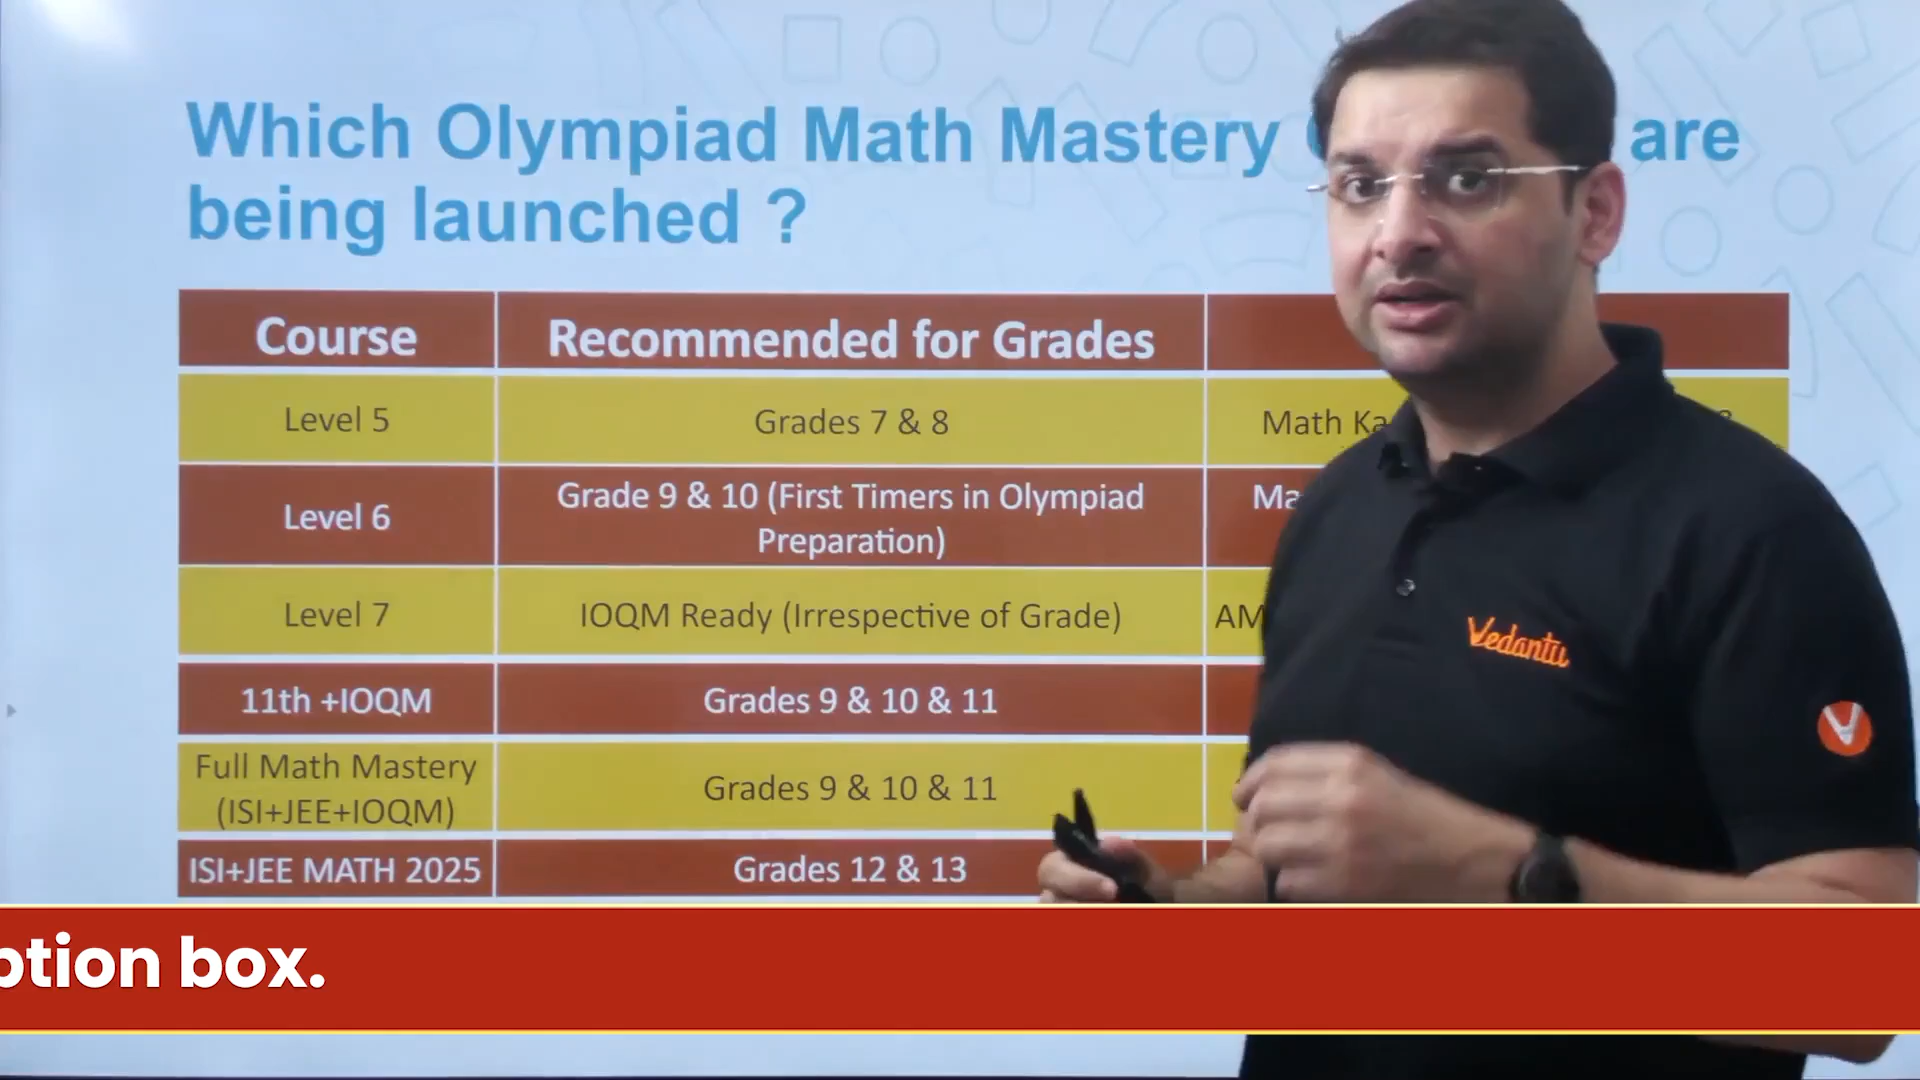 Which Olympiad Math Mastery are
being launched ?
Course
Recommended for Grades
Level 5
Grades 7 & 8
Math
Level 6
Grade 9 & 10 (First Timers in Olympiad
Preparation)
Level 7
IOQM Ready (Irrespective of Grade)
11th +IOQM
Grades 9 & 10 & 11
Full Math Mastery
(ISI+JEE+IOQM)
Grades 9 & 10 & 11
ISI+JEE MATH 2025
Grades 12 & 13
Vedantu
V
box.